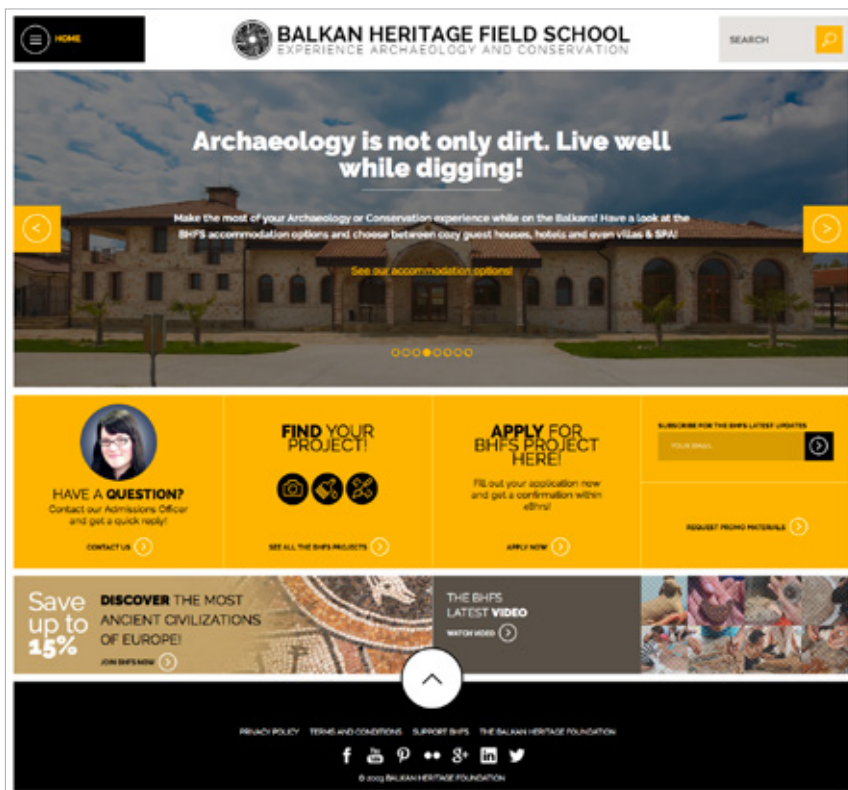 HOME
BALKAN HERITAGE FIELD SCHOOL
EXPERIENCE ARCHAEOLOGY AND CONSERVATION
SEARCH
Archaeology is not only dirt. Live well
while digging!
Make the most of your Archaeology or Conservation experience while on the Balkans! Have a look at the
BHFS accommodation options and choose between cozy guest houses, hotels and even villas & SPA!
See our accommodation options!
<
>
HAVE A QUESTION?
Contact our Admissions Officer
and get a quick reply!
CONTACT US
FIND YOUR
PROJECT!
SEE ALL THE BHFS PROJECTS
APPLY FOR
BHFS PROJECT
HERE!
Fill out your application now
and get a confirmation within
48hrs!
APPLY NOW
SUBSCRIBE FOR THE BHFS LATEST UPDATES
YOUR EMAIL
REQUEST PROMO MATERIALS
Save
up to
15%
DISCOVER THE MOST
ANCIENT CIVILIZATIONS
OF EUROPE!
JOIN BHFS NOW
THE BHFS
LATEST VIDEO
WATCH VIDEO
PRIVACY POLICY TERMS AND CONDITIONS SUPPORT BHFS THE BALKAN HERITAGE FOUNDATION
© 2003 BALKAN HERITAGE FOUNDATION